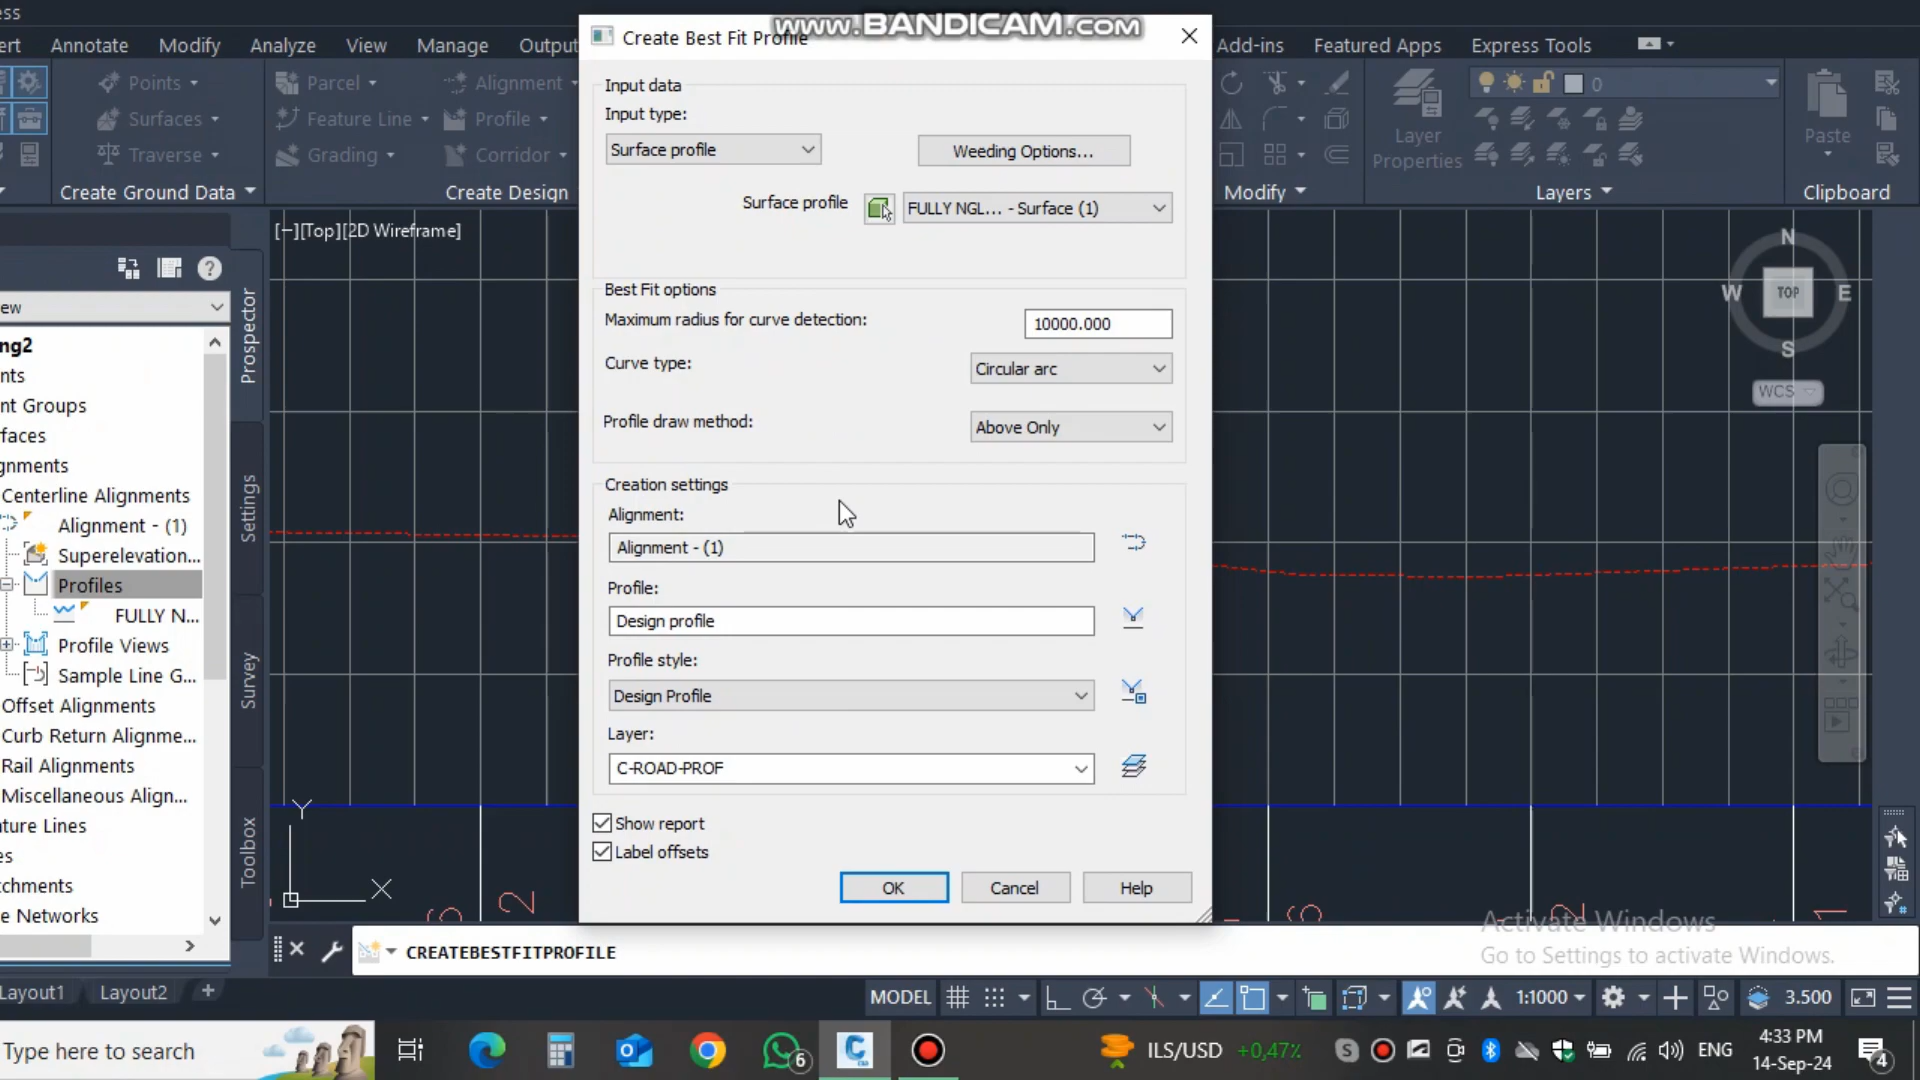 ss
www.BANDICAM.com
Create Best Fit Profile
ert Annotate Modify Analyze View Manage Output
Add-ins Featured Apps Express Tools
Points Parcel Alignment
Surfaces Feature Line Profile
Traverse Grading Corridor
0
Layer Properties
Paste
Create Ground Data Create Design
Modify Layers Clipboard
[−][Top][2D Wireframe]
N
W TOP E
S
WCS
ew
ng2
nts
nt Groups
faces
gnments
Centerline Alignments
Alignment - (1)
Superelevation...
Profiles
FULLY N...
Profile Views
Sample Line G...
Offset Alignments
Curb Return Alignme...
Rail Alignments
Miscellaneous Align...
ture Lines
es
tchments
e Networks
Prospector
Settings
Survey
Toolbox
Input data
Input type:
Surface profile
Weeding Options...
Surface profile
FULLY NGL... - Surface (1)
Best Fit options
Maximum radius for curve detection:
10000.000
Curve type:
Circular arc
Profile draw method:
Above Only
Creation settings
Alignment:
Alignment - (1)
Profile:
Design profile
Profile style:
Design Profile
Layer:
C-ROAD-PROF
Show report
Label offsets
OK Cancel Help
Y
X
Activate Windows
Go to Settings to activate Windows.
CREATEBESTFITPROFILE
Layout1 Layout2 +
MODEL 1:1000 3.500
Type here to search
6
ILS/USD +0,47%
ENG
4:33 PM
14-Sep-24
4